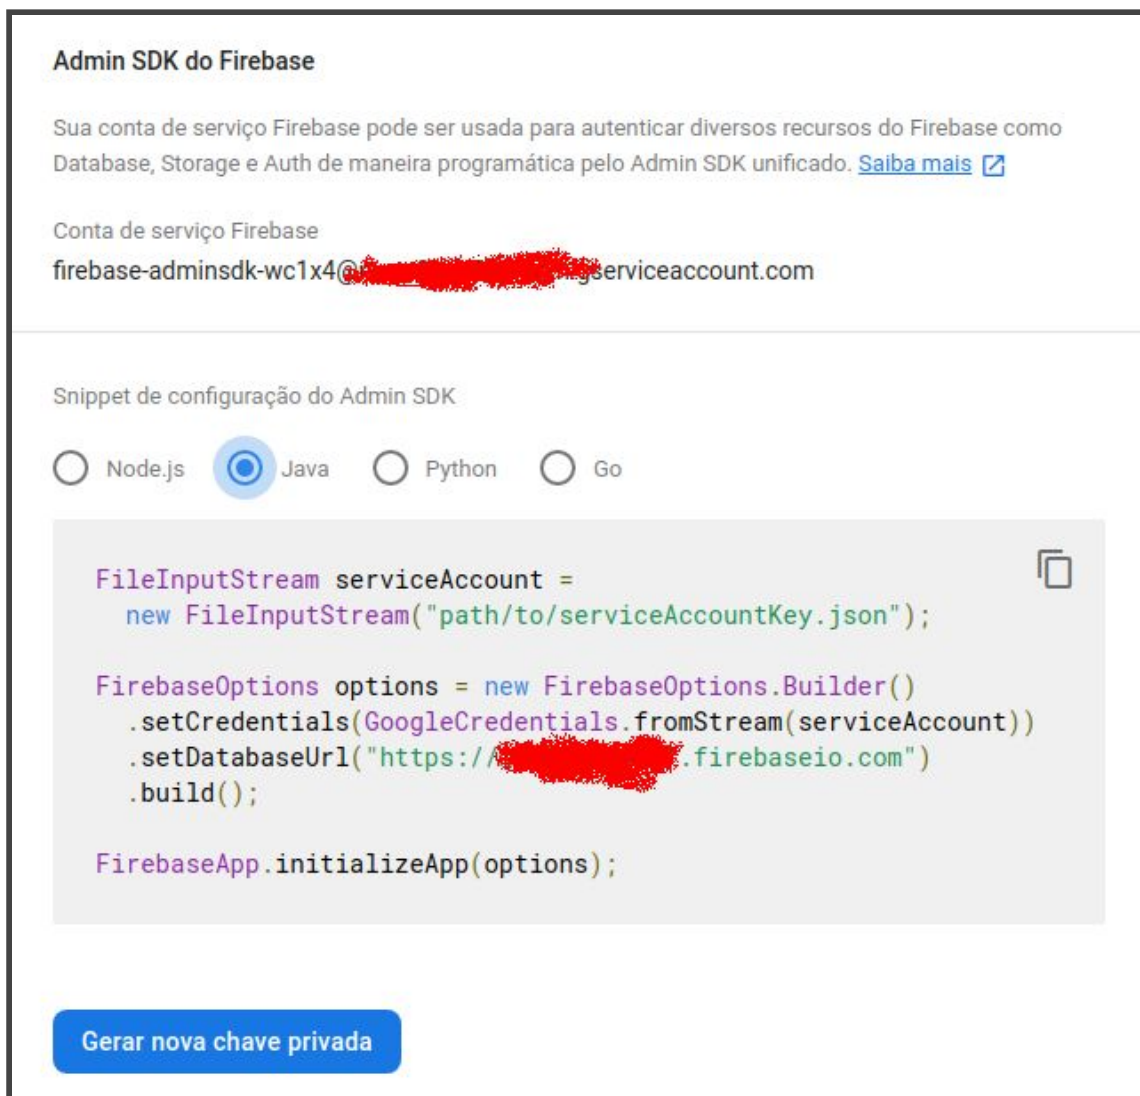 Admin SDK do Firebase
Sua conta de serviço Firebase pode ser usada para autenticar diversos recursos do Firebase como
Database, Storage e Auth de maneira programática pelo Admin SDK unificado. Saiba mais
Conta de serviço Firebase
firebase-adminsdk-wc1x4@ gserviceaccount.com
Snippet de configuração do Admin SDK
Node.js Java Python Go
FileInputStream serviceAccount =
new FileInputStream("path/to/serviceAccountKey.json");
FirebaseOptions options = new FirebaseOptions.Builder()
.setCredentials(GoogleCredentials.fromStream(serviceAccount))
.setDatabaseUrl("https:// .firebaseio.com")
.build();
FirebaseApp.initializeApp(options);
Gerar nova chave privada